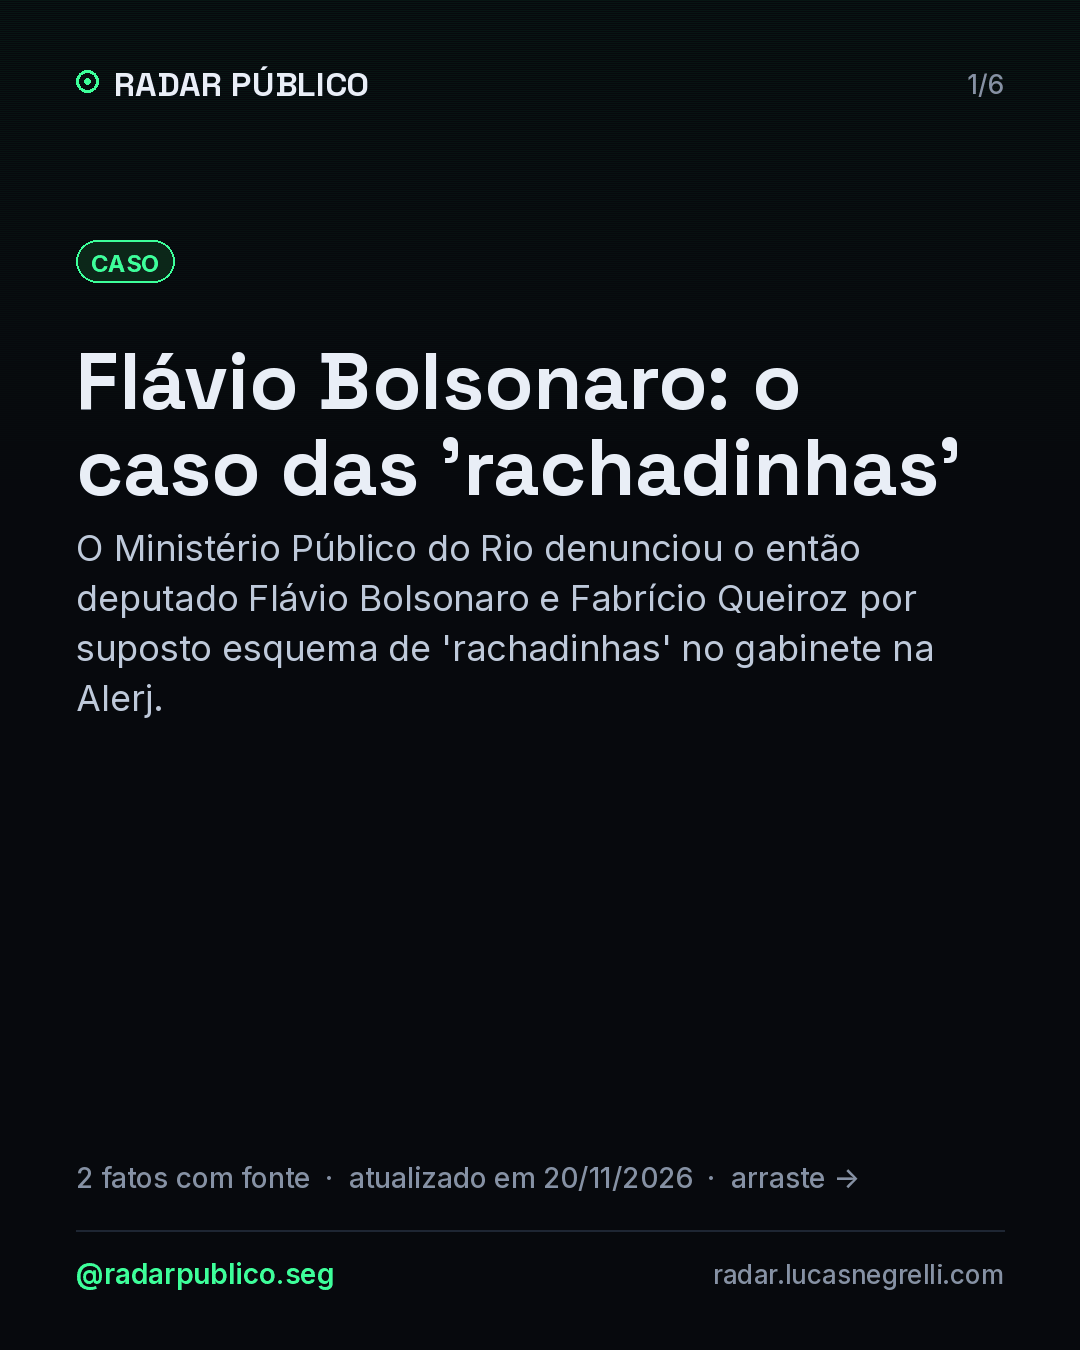 RADAR PÚBLICO
1/6
CASO
Flávio Bolsonaro: o
caso das ’rachadinhas’
O Ministério Público do Rio denunciou o então
deputado Flávio Bolsonaro e Fabrício Queiroz por
suposto esquema de 'rachadinhas' no gabinete na
Alerj.
2 fatos com fonte · atualizado em 20/11/2026 · arraste →
@radarpublico.seg
radar.lucasnegrelli.com